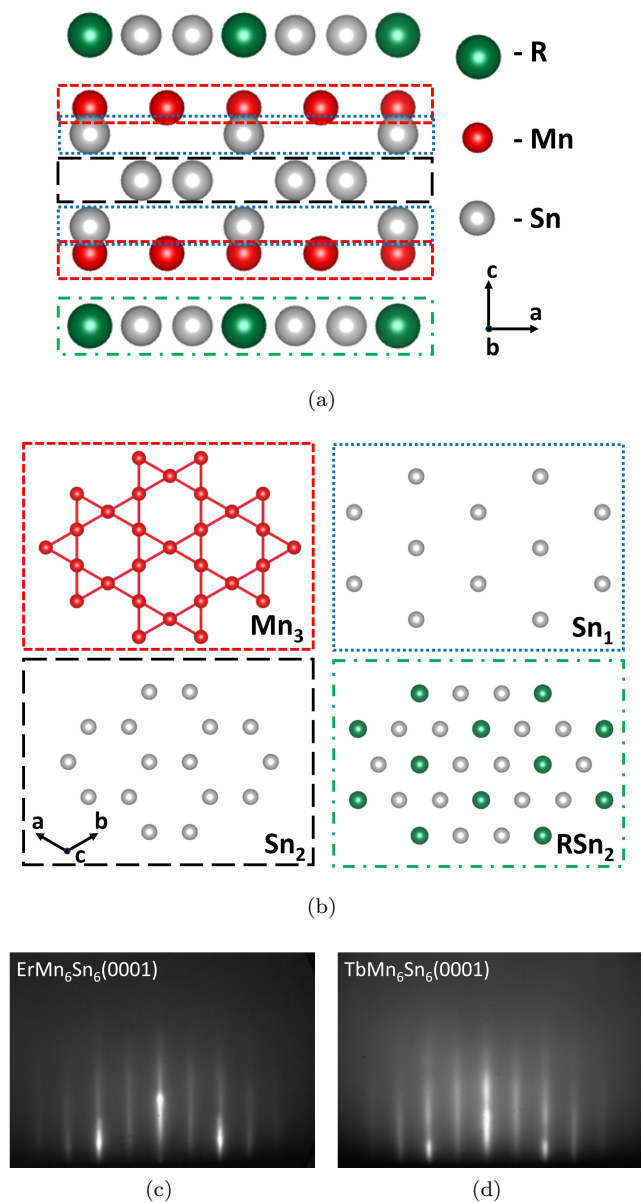 - R
- Mn
- Sn
c
a
b
(a)
Mn₃
Sn₁
a
b
c
Sn₂
RSn₂
(b)
ErMn₆Sn₆(0001)
TbMn₆Sn₆(0001)
(c)
(d)